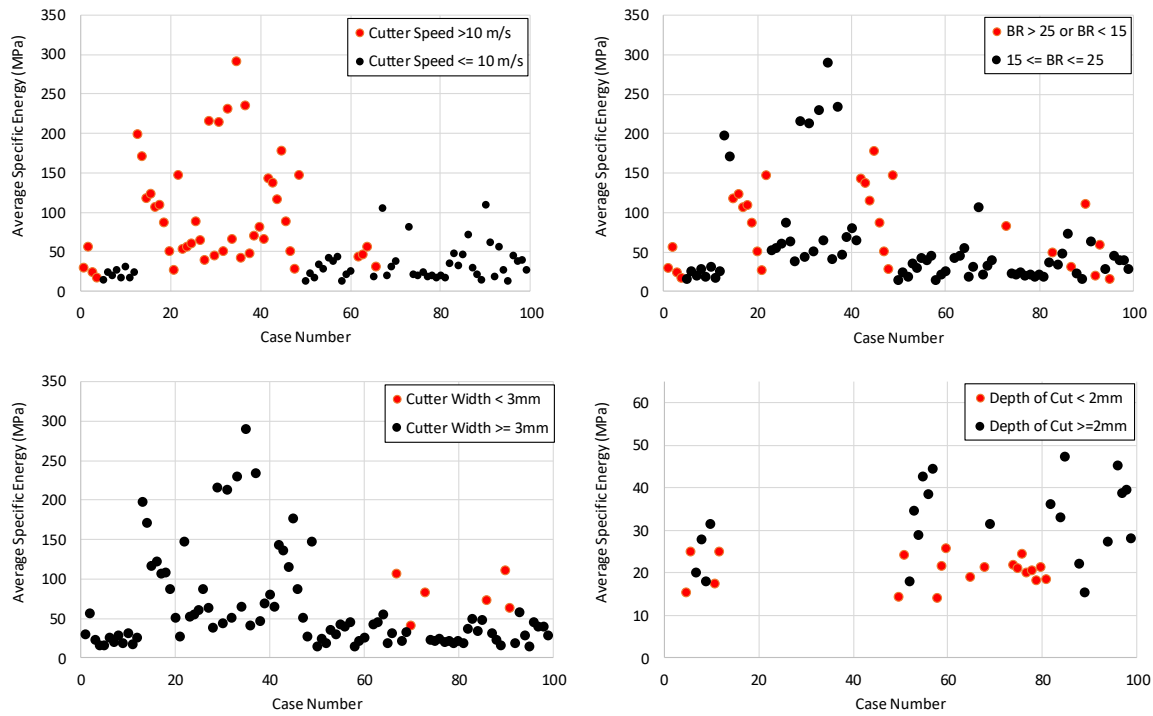 Average Specific Energy (MPa)
350
300
250
200
150
100
50
0
Cutter Speed >10 m/s
Cutter Speed <= 10 m/s
0 20 40 60 80 100
Case Number
Average Specific Energy (MPa)
350
300
250
200
150
100
50
0
BR > 25 or BR < 15
15 <= BR <= 25
0 20 40 60 80 100
Case Number
Average Specific Energy (MPa)
350
300
250
200
150
100
50
0
Cutter Width < 3mm
Cutter Width >= 3mm
0 20 40 60 80 100
Case Number
Average Specific Energy (MPa)
60
50
40
30
20
10
0
Depth of Cut < 2mm
Depth of Cut >=2mm
0 20 40 60 80 100
Case Number